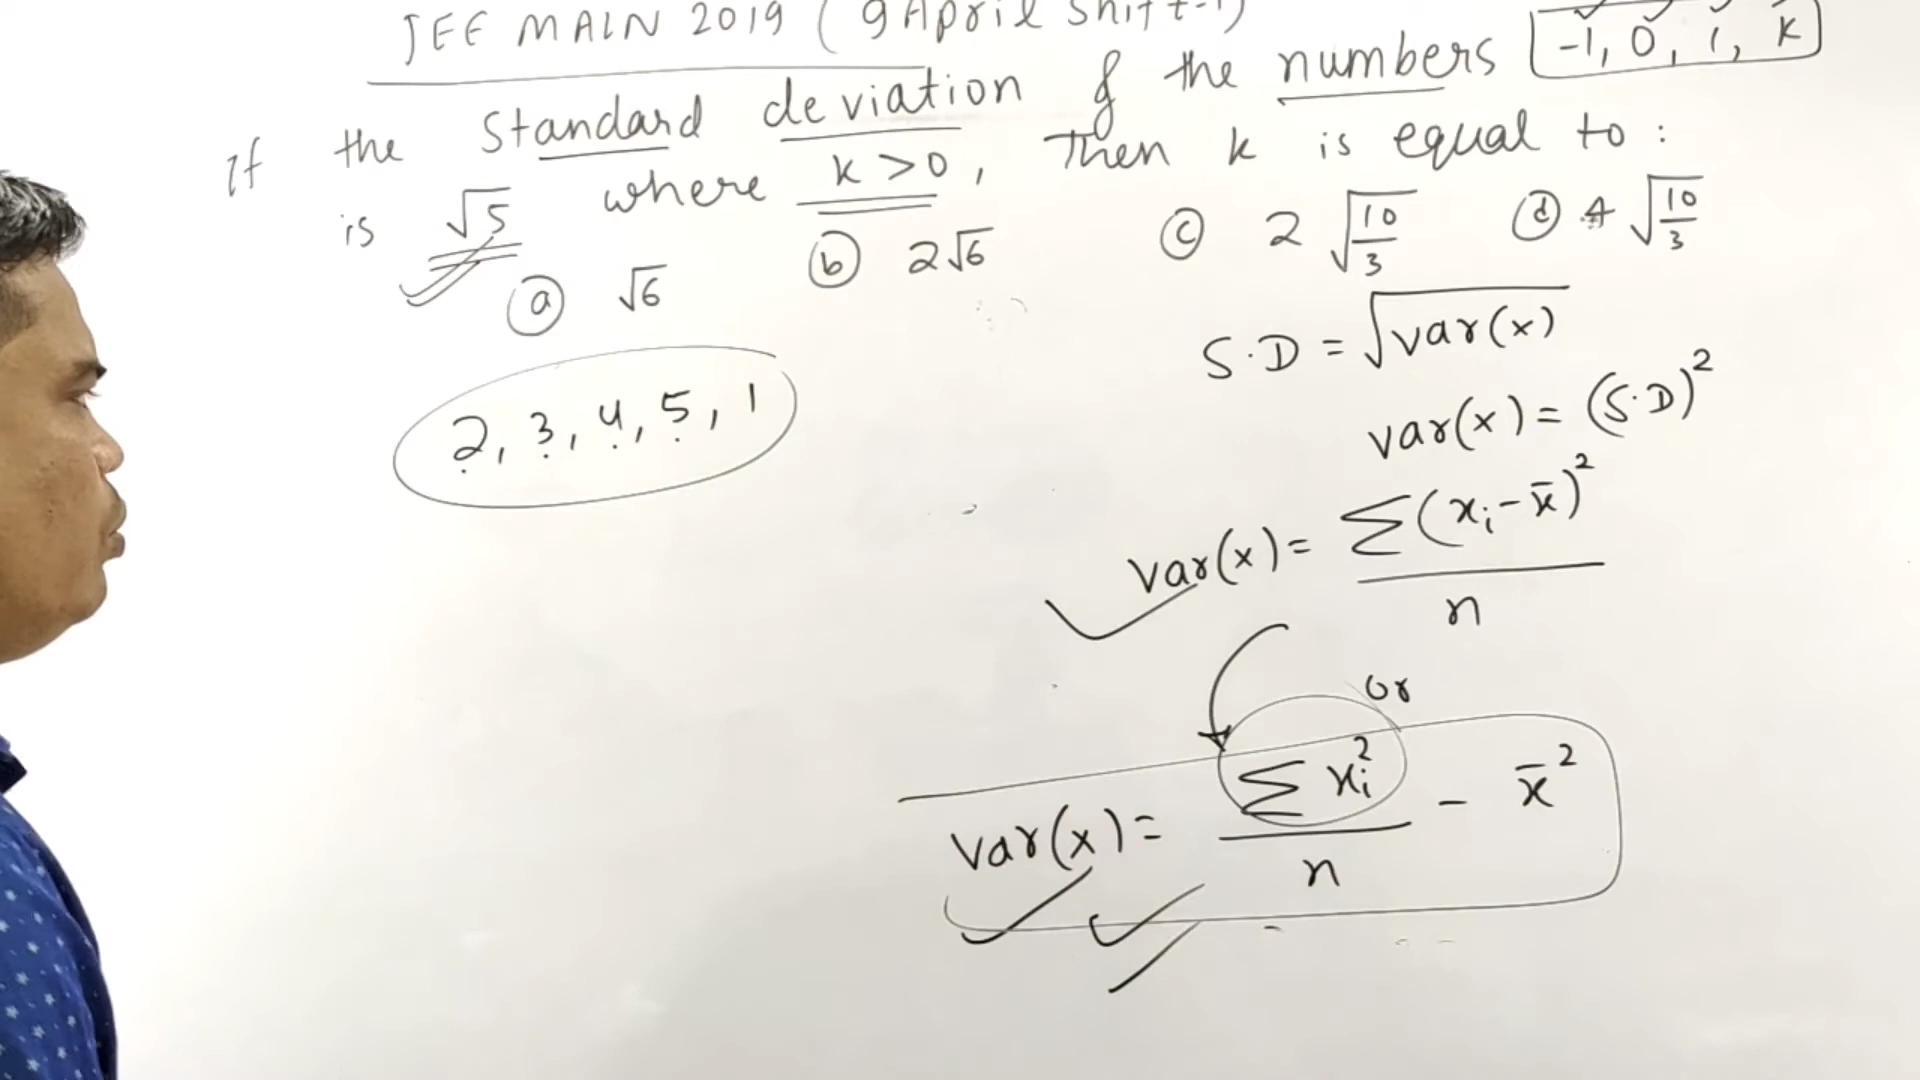 JEE MAIN 2019 (9 April Shift-1)
If the Standard deviation of the numbers -1, 0, 1, k
is √5 where k > 0, Then k is equal to :
(a) √6 (b) 2√6 (c) 2√(10/3) (d) 4√(10/3)
S.D = √var(x)
2, 3, 4, 5, 1
var(x) = (S.D)²
var(x) = Σ(xᵢ - x̄)² / n
or
var(x) = Σxᵢ² / n - x̄²